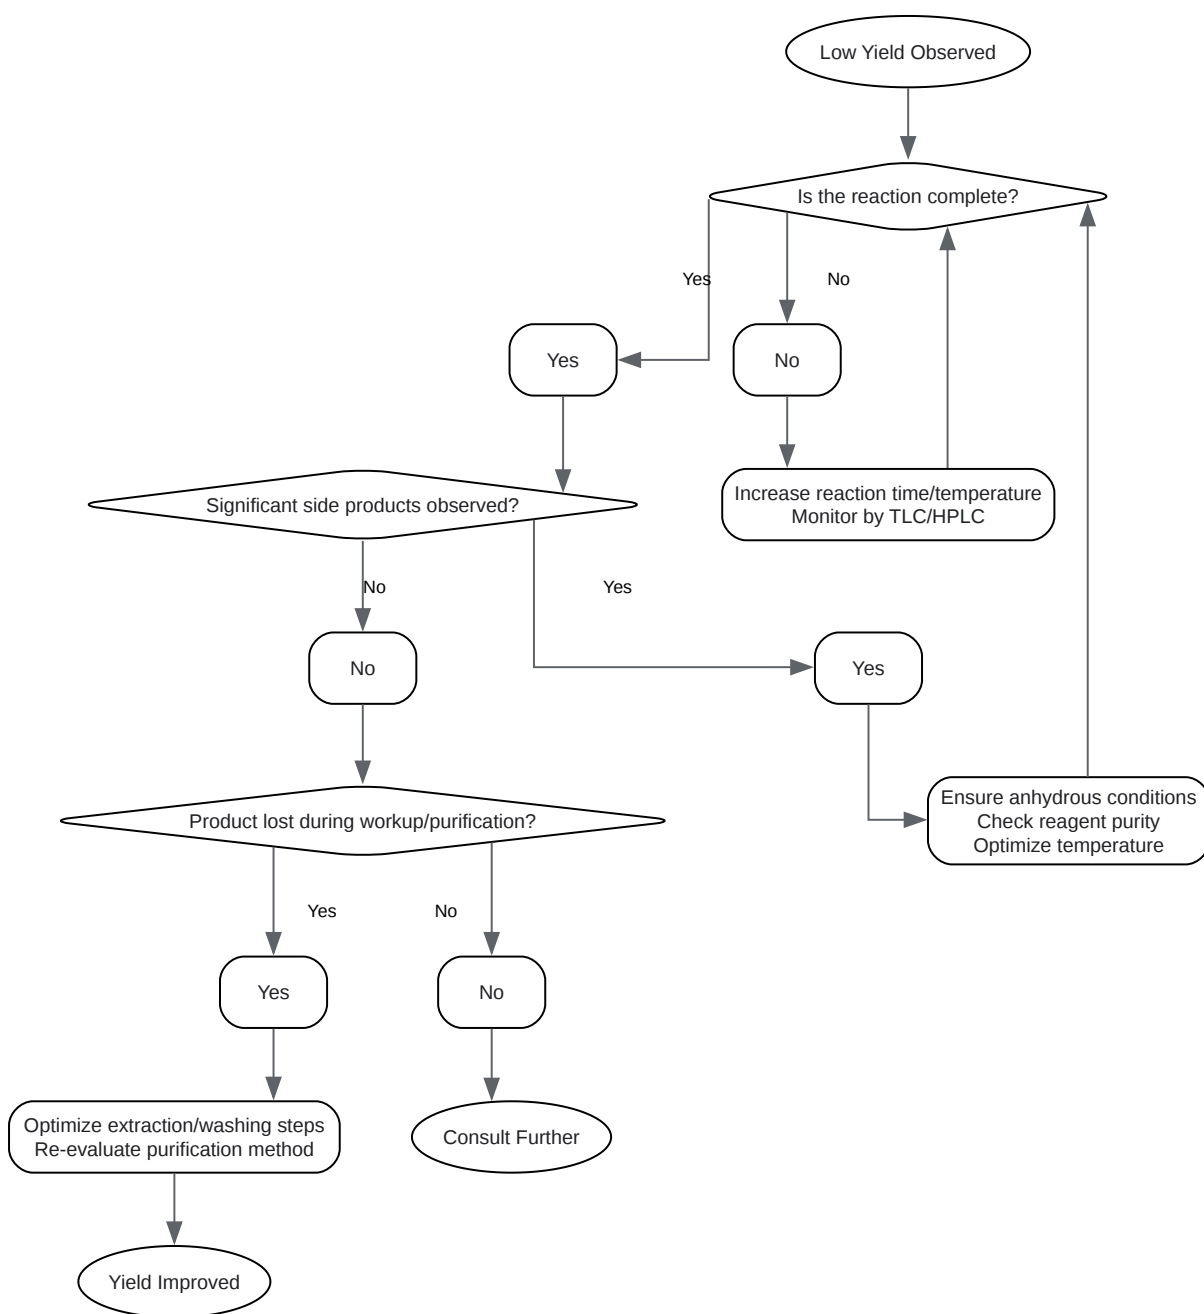 Low Yield Observed
Is the reaction complete?
Yes
No
Yes
No
Increase reaction time/temperature
Monitor by TLC/HPLC
Significant side products observed?
No
Yes
No
Yes
Ensure anhydrous conditions
Check reagent purity
Optimize temperature
Product lost during workup/purification?
Yes
No
Yes
No
Optimize extraction/washing steps
Re-evaluate purification method
Consult Further
Yield Improved